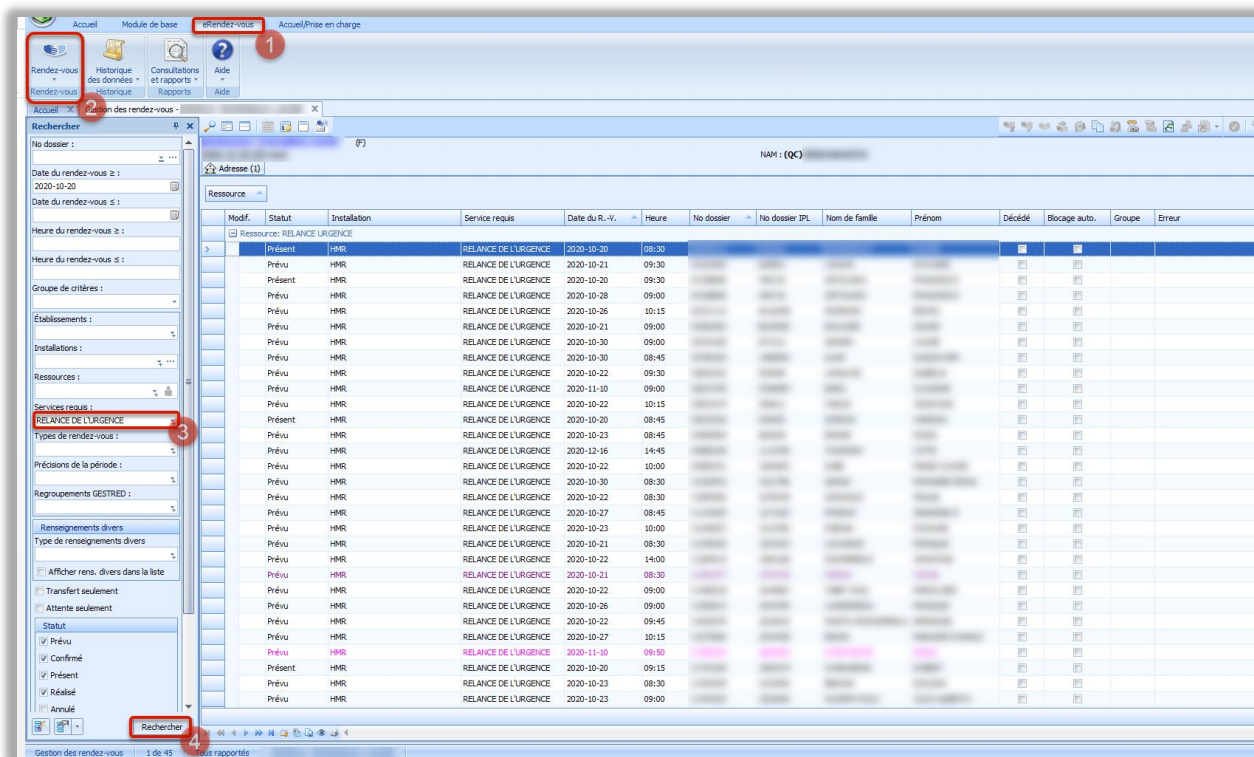 Accueil Module de base eRendez-vous Accueil/Prise en charge
1
Rendez-vous Historique des données Consultations et rapports Aide
Rendez-vous Historique Rapports Aide
2
Accueil Gestion des rendez-vous -
Rechercher
No dossier :
Date du rendez-vous ≥ :
2020-10-20
Date du rendez-vous ≤ :
Heure du rendez-vous ≥ :
Heure du rendez-vous ≤ :
Groupe de critères :
Établissements :
Installations :
Ressources :
Services requis :
RELANCE DE L'URGENCE
3
Types de rendez-vous :
Précisions de la période :
Regroupements GESTRED :
Renseignements divers
Type de renseignements divers
Afficher rens. divers dans la liste
Transfert seulement
Attente seulement
Statut
Prévu
Confirmé
Présent
Réalisé
Annulé
Rechercher
4
(F)
NAM : (QC)
Adresse (1)
Ressource
Modif. Statut Installation Service requis Date du R.-V. Heure No dossier No dossier IPL Nom de famille Prénom Décédé Blocage auto. Groupe Erreur
Ressource: RELANCE URGENCE
Présent HMR RELANCE DE L'URGENCE 2020-10-20 08:30
Prévu HMR RELANCE DE L'URGENCE 2020-10-21 09:30
Présent HMR RELANCE DE L'URGENCE 2020-10-20 09:30
Prévu HMR RELANCE DE L'URGENCE 2020-10-28 09:00
Prévu HMR RELANCE DE L'URGENCE 2020-10-26 10:15
Prévu HMR RELANCE DE L'URGENCE 2020-10-21 09:00
Prévu HMR RELANCE DE L'URGENCE 2020-10-30 09:00
Prévu HMR RELANCE DE L'URGENCE 2020-10-30 08:45
Prévu HMR RELANCE DE L'URGENCE 2020-10-22 09:30
Prévu HMR RELANCE DE L'URGENCE 2020-11-10 09:00
Prévu HMR RELANCE DE L'URGENCE 2020-10-22 10:15
Présent HMR RELANCE DE L'URGENCE 2020-10-20 08:45
Prévu HMR RELANCE DE L'URGENCE 2020-10-23 08:45
Prévu HMR RELANCE DE L'URGENCE 2020-12-16 14:45
Prévu HMR RELANCE DE L'URGENCE 2020-10-22 10:00
Prévu HMR RELANCE DE L'URGENCE 2020-10-30 08:30
Prévu HMR RELANCE DE L'URGENCE 2020-10-22 08:30
Prévu HMR RELANCE DE L'URGENCE 2020-10-27 08:45
Prévu HMR RELANCE DE L'URGENCE 2020-10-23 10:00
Prévu HMR RELANCE DE L'URGENCE 2020-10-21 08:30
Prévu HMR RELANCE DE L'URGENCE 2020-10-22 14:00
Prévu HMR RELANCE DE L'URGENCE 2020-10-21 08:30
Prévu HMR RELANCE DE L'URGENCE 2020-10-22 09:00
Prévu HMR RELANCE DE L'URGENCE 2020-10-26 09:00
Prévu HMR RELANCE DE L'URGENCE 2020-10-22 09:45
Prévu HMR RELANCE DE L'URGENCE 2020-10-27 10:15
Prévu HMR RELANCE DE L'URGENCE 2020-11-10 09:50
Présent HMR RELANCE DE L'URGENCE 2020-10-20 09:15
Prévu HMR RELANCE DE L'URGENCE 2020-10-23 08:30
Prévu HMR RELANCE DE L'URGENCE 2020-10-23 09:00
Gestion des rendez-vous 1 de 45 Tous rapportés